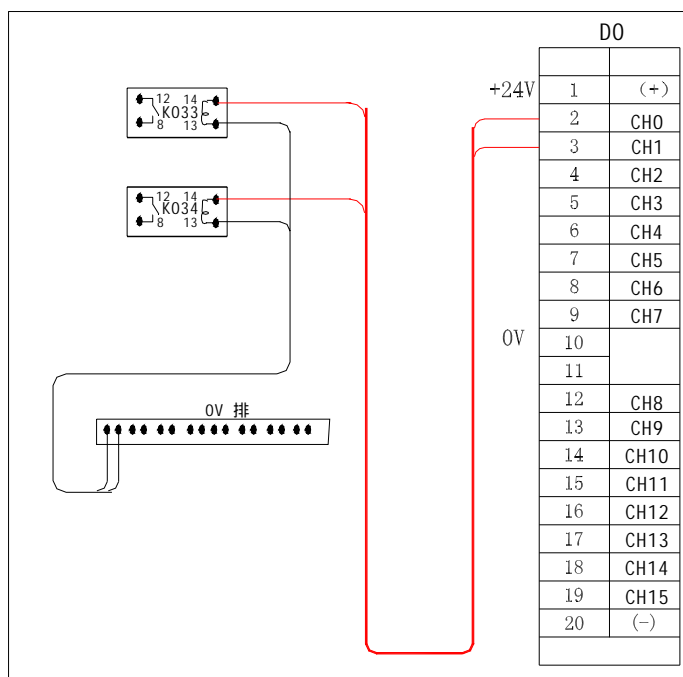 DO
+24V 1 (+)
2 CH0
3 CH1
4 CH2
5 CH3
6 CH4
7 CH5
8 CH6
9 CH7
0V 10
11
12 CH8
13 CH9
14 CH10
15 CH11
16 CH12
17 CH13
18 CH14
19 CH15
20 (-)
12 14
K033
8 13
12 14
K034
8 13
0V 排